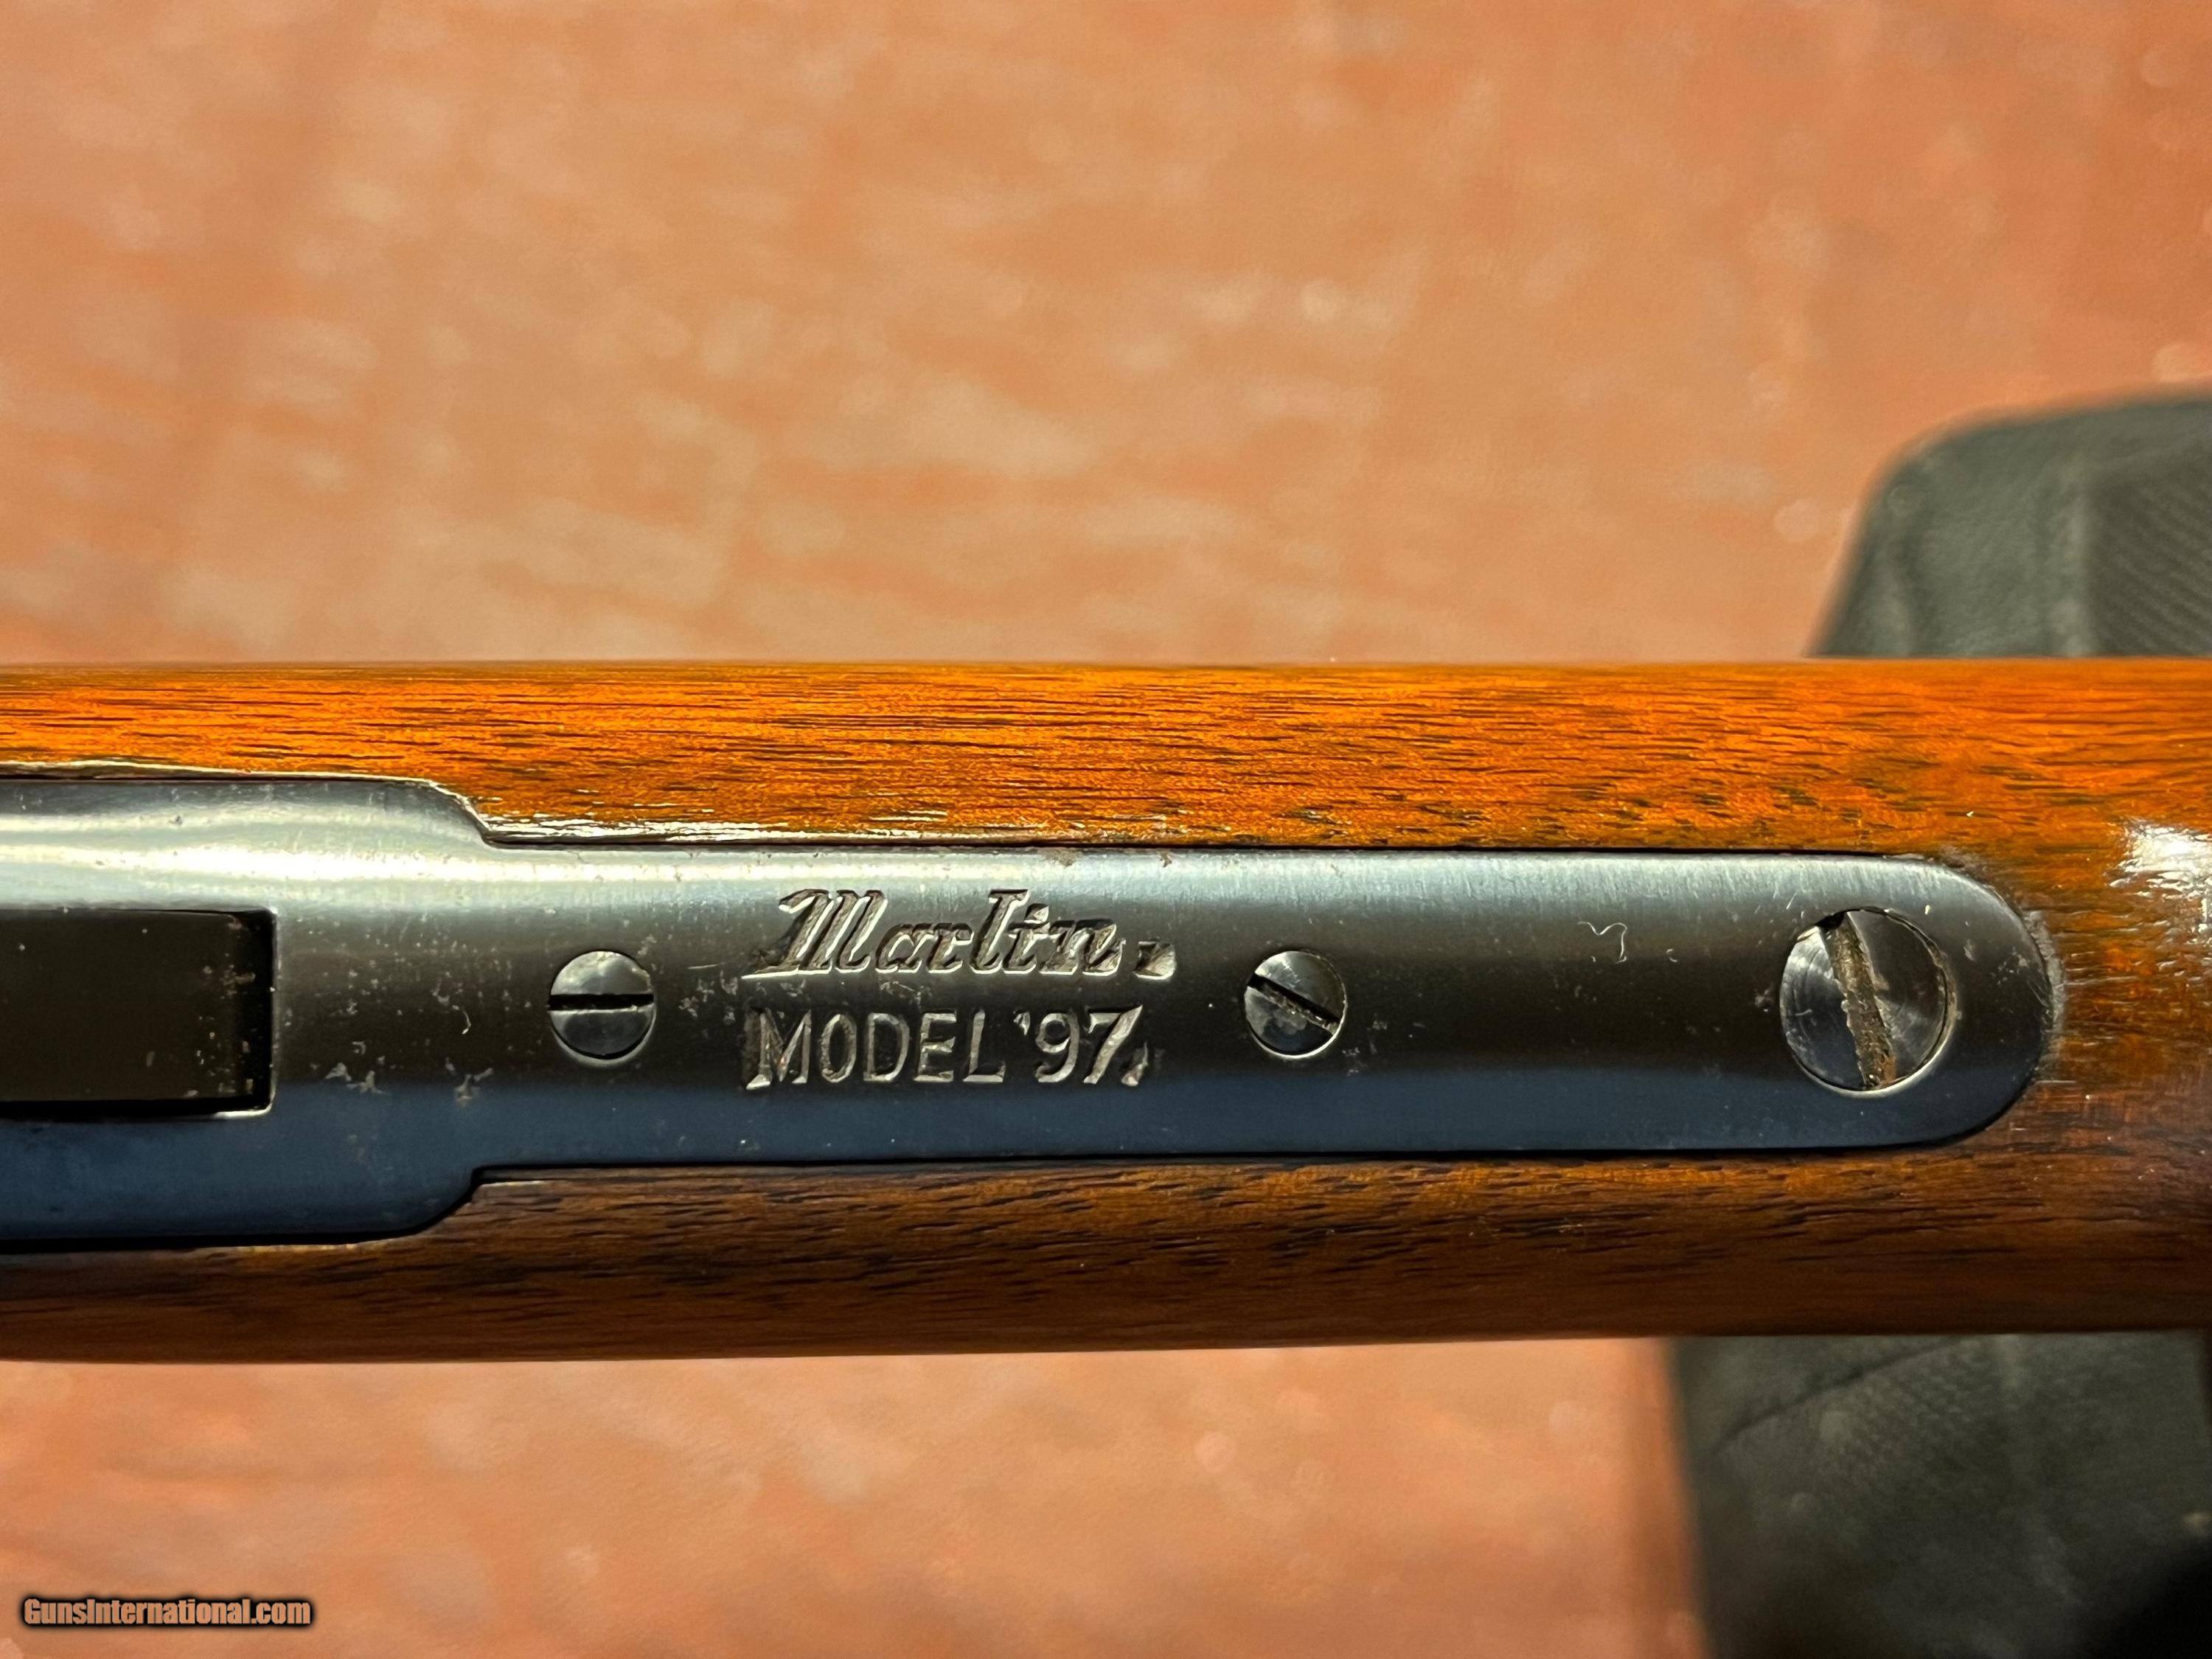 Marlin.
MODEL '97.
GunsInternational.com